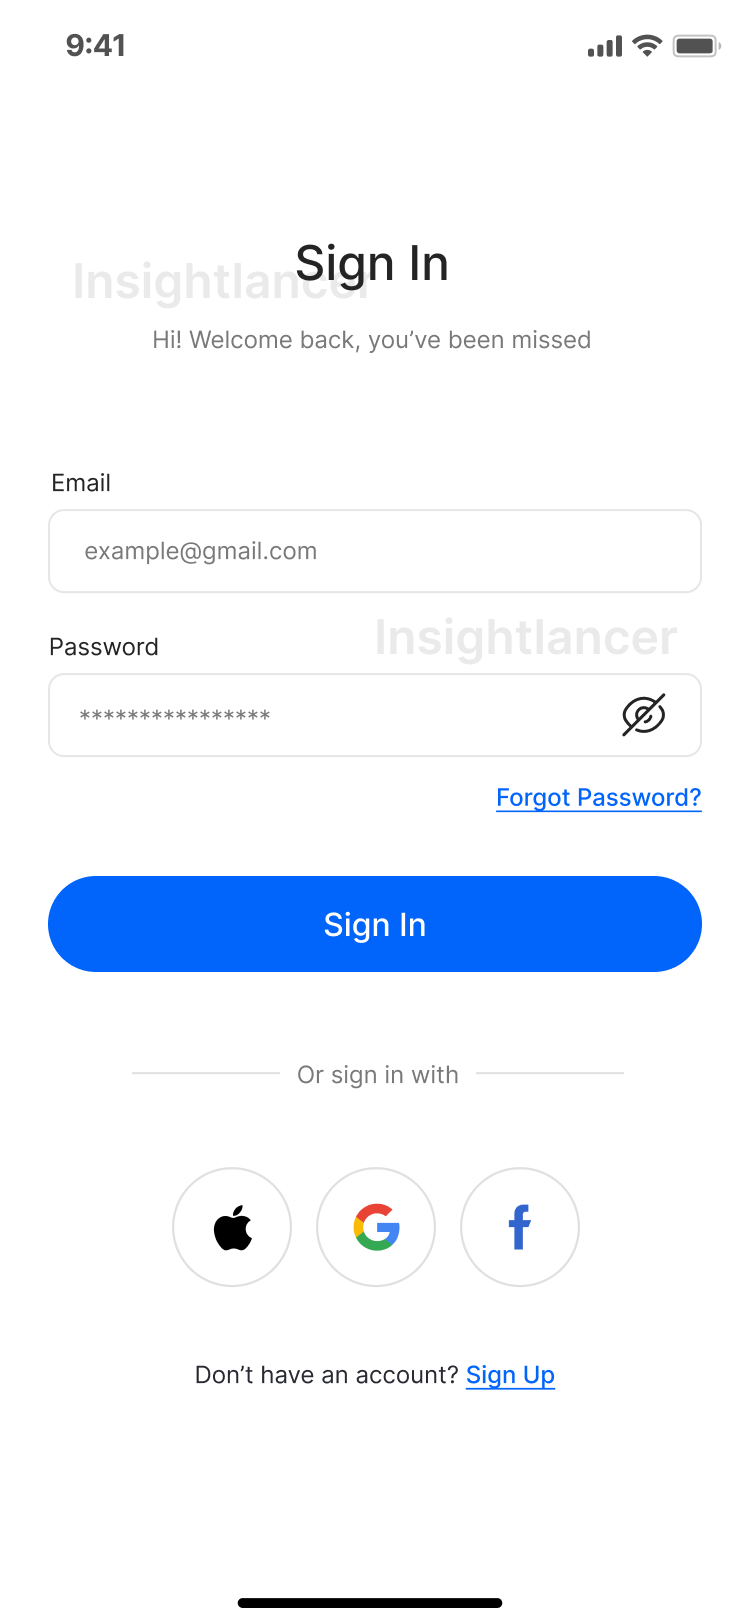 9:41
Insightlancer
Sign In
Hi! Welcome back, you’ve been missed
Email
example@gmail.com
Insightlancer
Password
****************
Forgot Password?
Sign In
Or sign in with
Don’t have an account? Sign Up